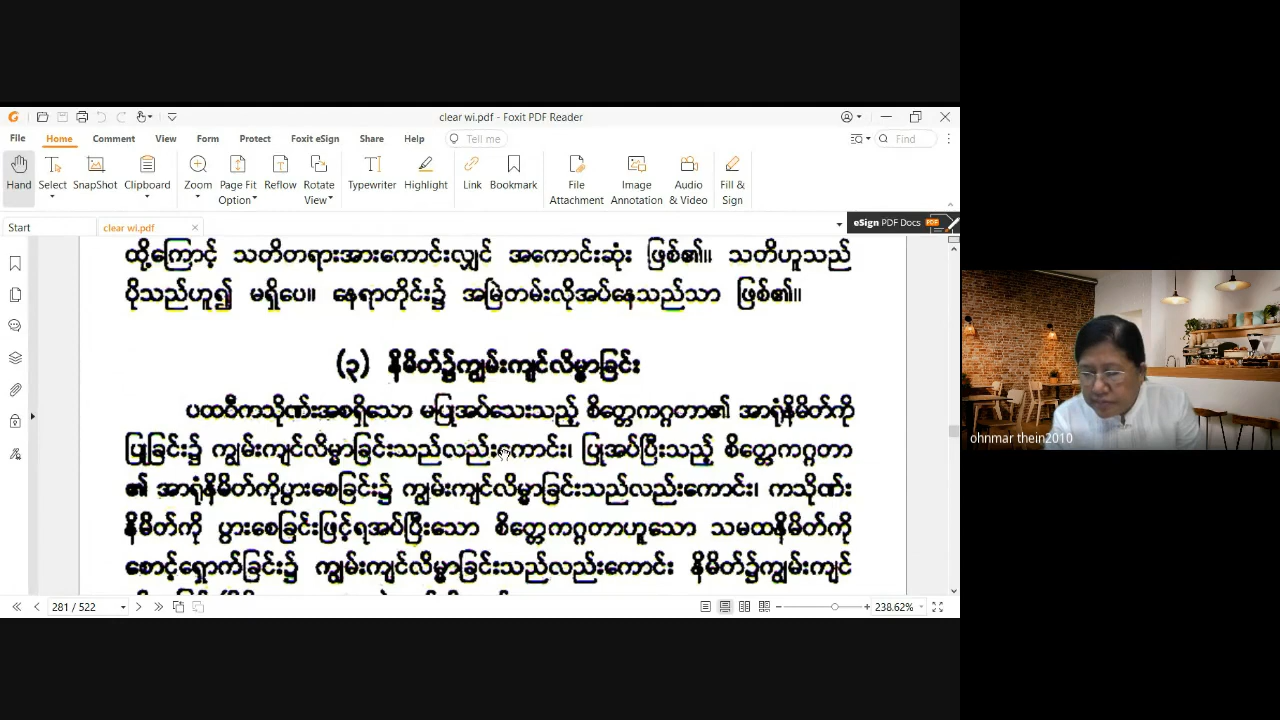 clear wi.pdf - Foxit PDF Reader
File Home Comment View Form Protect Foxit eSign Share Help Tell me Find
Hand Select SnapShot Clipboard Zoom Page Fit Option Reflow Rotate View Typewriter Highlight Link Bookmark File Attachment Image Annotation Audio & Video Fill & Sign
Start clear wi.pdf eSign PDF Docs
ထို့ကြောင့် သတိတရားအားကောင်းလျှင် အကောင်းဆုံး ဖြစ်၏။ သတိဟူသည်
ပိုသည်ဟူ၍ မရှိပေ။ နေရာတိုင်း၌ အမြဲတမ်းလိုအပ်နေသည်သာ ဖြစ်၏။
(၃) နိမိတ်၌ကျွမ်းကျင်လိမ္မာခြင်း
ပထဝီကသိုဏ်းအစရှိသော မပြုအပ်သေးသည့် စိတ္တေကဂ္ဂတာ၏ အာရုံနိမိတ်ကို
ပြုခြင်း၌ ကျွမ်းကျင်လိမ္မာခြင်းသည်လည်းကောင်း၊ ပြုအပ်ပြီးသည့် စိတ္တေကဂ္ဂတာ
၏ အာရုံနိမိတ်ကိုပွားစေခြင်း၌ ကျွမ်းကျင်လိမ္မာခြင်းသည်လည်းကောင်း၊ ကသိုဏ်း
နိမိတ်ကို ပွားစေခြင်းဖြင့်ရအပ်ပြီးသော စိတ္တေကဂ္ဂတာဟူသော သမထနိမိတ်ကို
စောင့်ရှောက်ခြင်း၌ ကျွမ်းကျင်လိမ္မာခြင်းသည်လည်းကောင်း နိမိတ်၌ကျွမ်းကျင်
281 / 522 238.62%
ohnmar thein2010